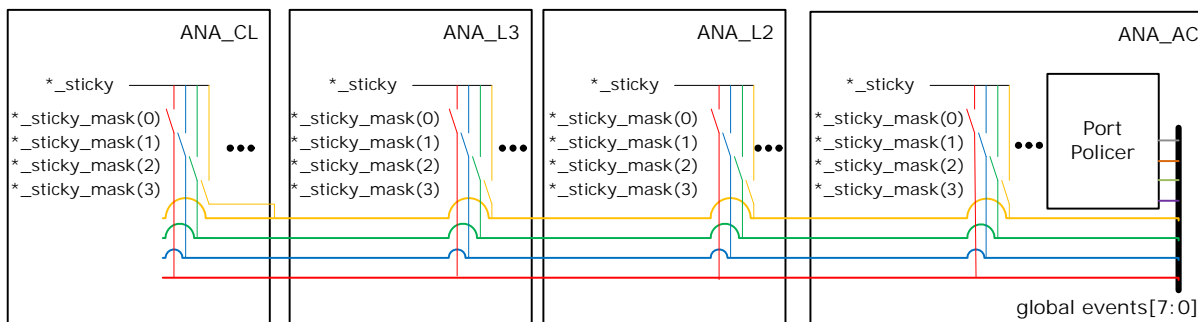 ANA_CL
*_sticky
*_sticky_mask(0)
*_sticky_mask(1)
*_sticky_mask(2)
*_sticky_mask(3)
ANA_L3
*_sticky
*_sticky_mask(0)
*_sticky_mask(1)
*_sticky_mask(2)
*_sticky_mask(3)
ANA_L2
*_sticky
*_sticky_mask(0)
*_sticky_mask(1)
*_sticky_mask(2)
*_sticky_mask(3)
ANA_AC
*_sticky
*_sticky_mask(0)
*_sticky_mask(1)
*_sticky_mask(2)
*_sticky_mask(3)
Port
Policer
global events[7:0]